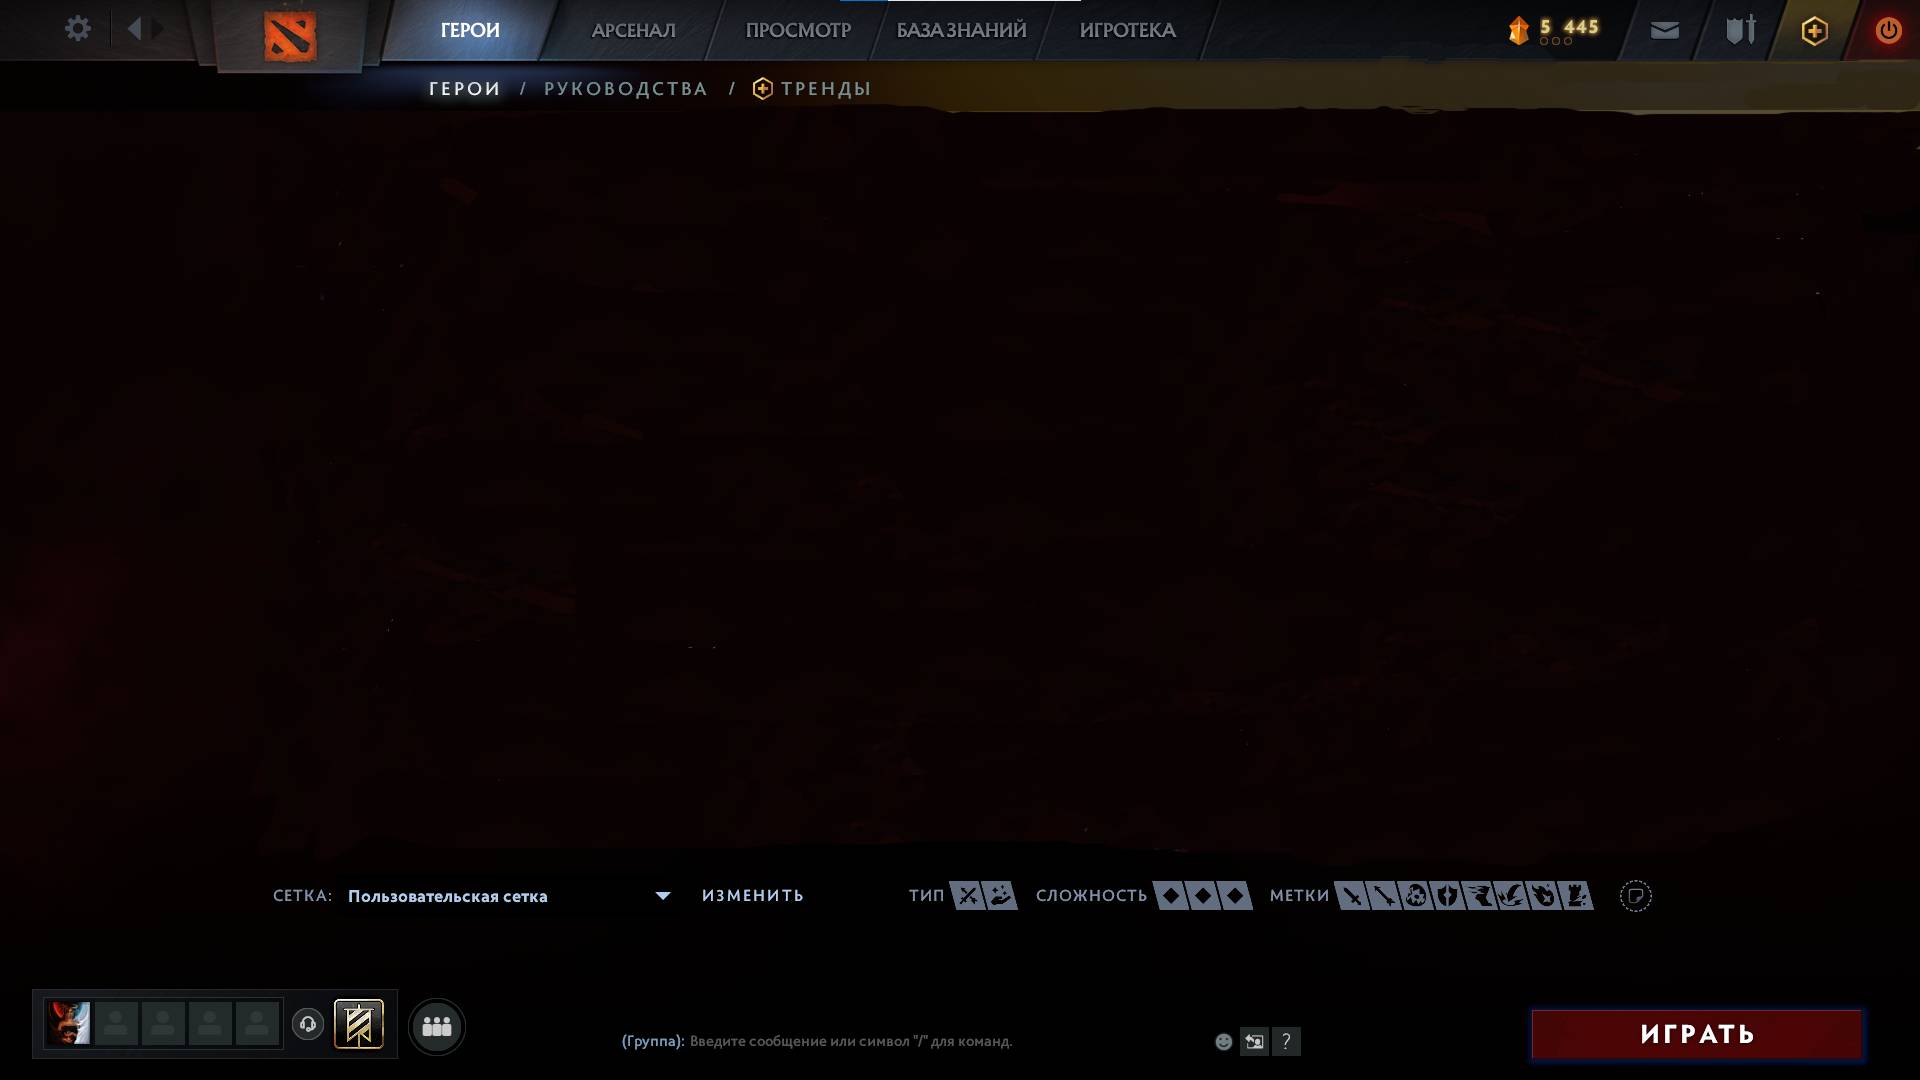 ГЕРОИ АРСЕНАЛ ПРОСМОТР БАЗА ЗНАНИЙ ИГРОТЕКА 5 445
ГЕРОИ / РУКОВОДСТВА / ТРЕНДЫ
СЕТКА: Пользовательская сетка ИЗМЕНИТЬ ТИП СЛОЖНОСТЬ МЕТКИ
(Группа): Введите сообщение или символ "/" для команд. ?
ИГРАТЬ